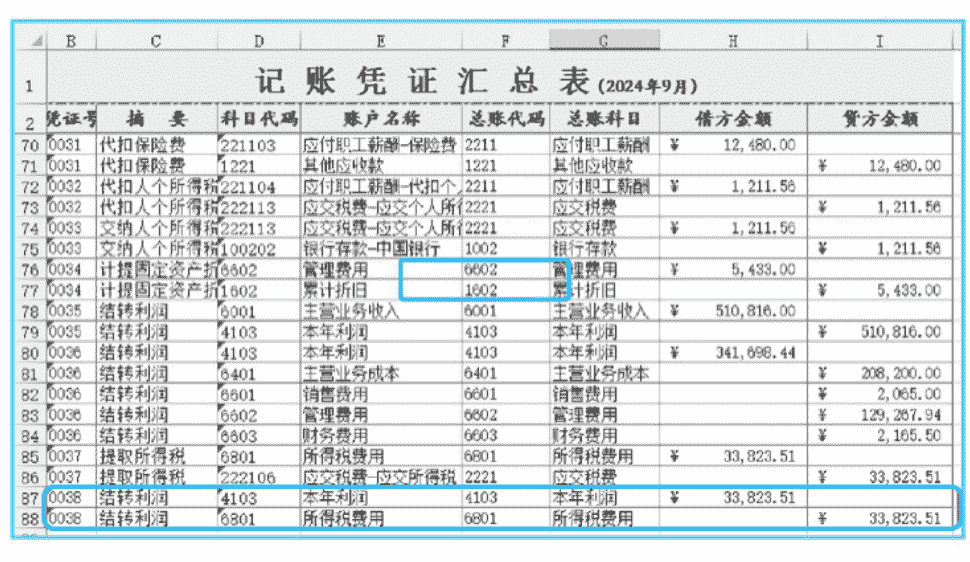 B C D E F G H I
1 记 账 凭 证 汇 总 表 (2024年9月)
2 凭证号 摘 要 科目代码 账户名称 总账代码 总账科目 借方金额 贷方金额
70 0031 代扣保险费 221103 应付职工薪酬-保险费 2211 应付职工薪酬 ¥ 12,480.00
71 0031 代扣保险费 1221 其他应收款 1221 其他应收款 ¥ 12,480.00
72 0032 代扣人个所得税 221104 应付职工薪酬-代扣个人 2211 应付职工薪酬 ¥ 1,211.56
73 0032 代扣人个所得税 222113 应交税费-应交个人所得 2221 应交税费 ¥ 1,211.56
74 0033 交纳人个所得税 222113 应交税费-应交个人所得 2221 应交税费 ¥ 1,211.56
75 0033 交纳人个所得税 100202 银行存款-中国银行 1002 银行存款 ¥ 1,211.56
76 0034 计提固定资产折 6602 管理费用 6602 管理费用 ¥ 5,433.00
77 0034 计提固定资产折 1602 累计折旧 1602 累计折旧 ¥ 5,433.00
78 0035 结转利润 6001 主营业务收入 6001 主营业务收入 ¥ 510,816.00
79 0035 结转利润 4103 本年利润 4103 本年利润 ¥ 510,816.00
80 0036 结转利润 4103 本年利润 4103 本年利润 ¥ 341,698.44
81 0036 结转利润 6401 主营业务成本 6401 主营业务成本 ¥ 208,200.00
82 0036 结转利润 6601 销售费用 6601 销售费用 ¥ 2,065.00
83 0036 结转利润 6602 管理费用 6602 管理费用 ¥ 129,267.94
84 0036 结转利润 6603 财务费用 6603 财务费用 ¥ 2,165.50
85 0037 提取所得税 6801 所得税费用 6801 所得税费用 ¥ 33,823.51
86 0037 提取所得税 222106 应交税费-应交所得税 2221 应交税费 ¥ 33,823.51
87 0038 结转利润 4103 本年利润 4103 本年利润 ¥ 33,823.51
88 0038 结转利润 6801 所得税费用 6801 所得税费用 ¥ 33,823.51